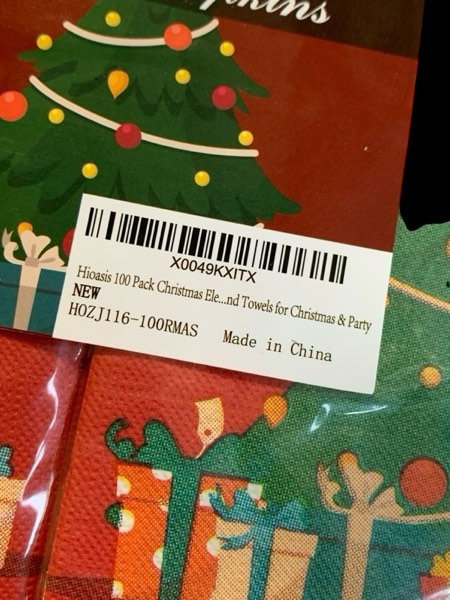 X0049KXITX
Hioasis 100 Pack Christmas Ele...nd Towels for Christmas & Party
NEW
HOZJ116-100RMAS
Made in China